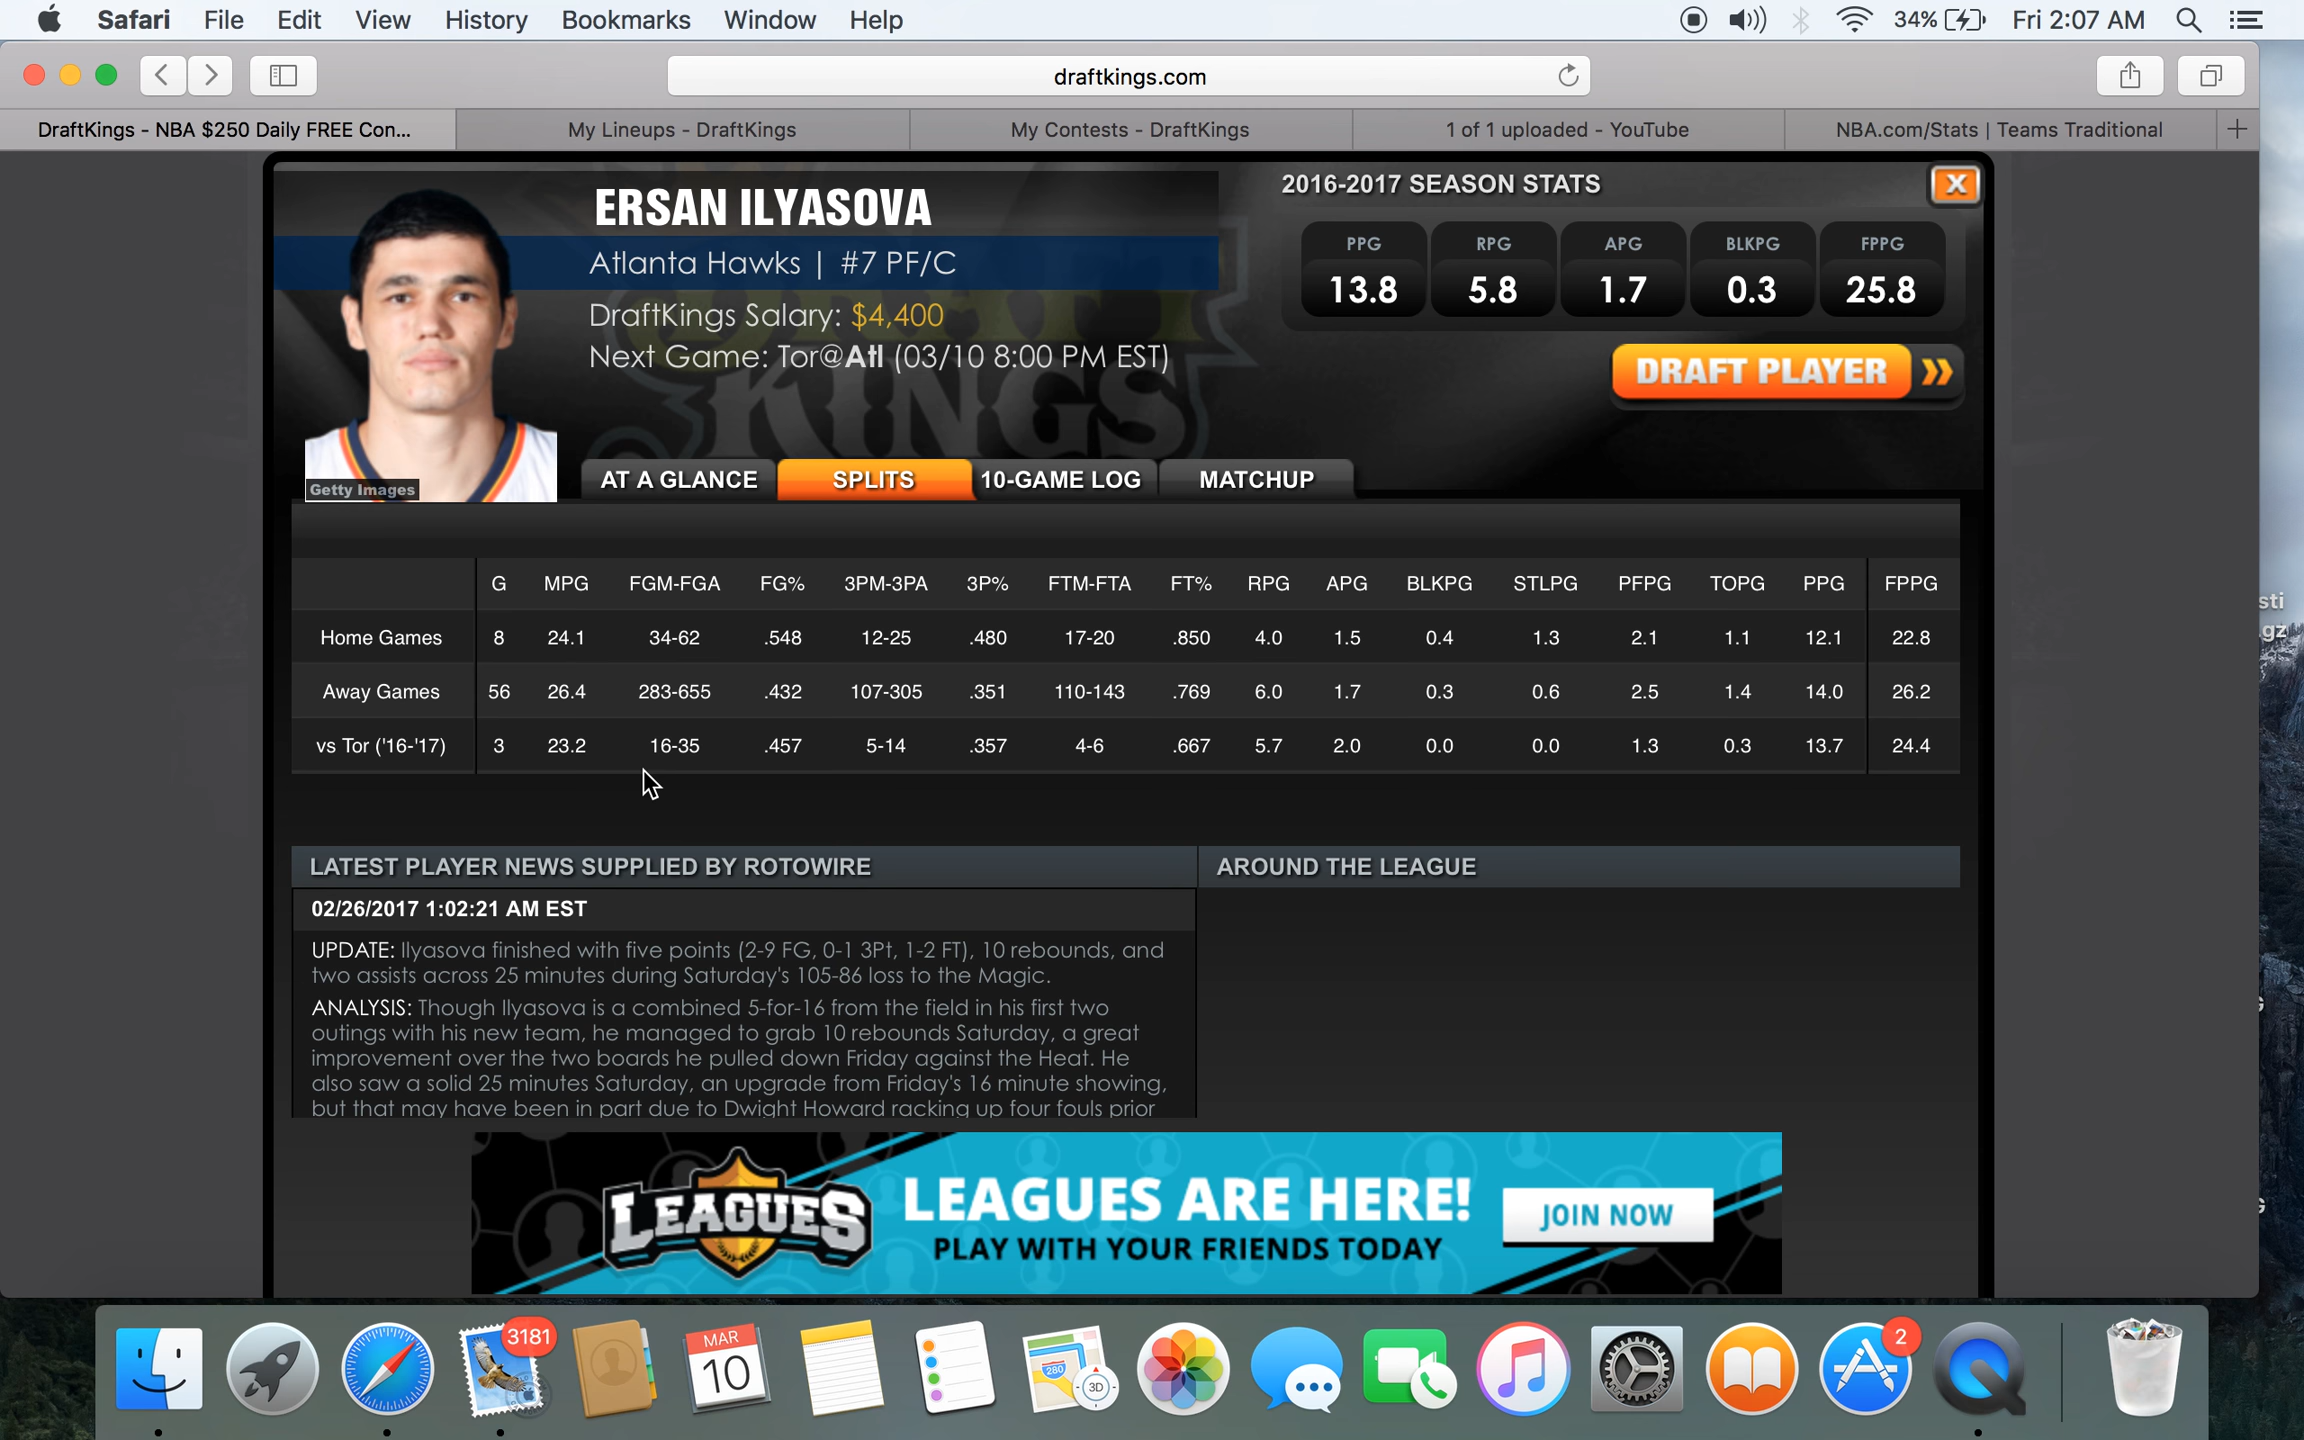 Safari File Edit View History Bookmarks Window Help 34% Fri 2:07 AM
draftkings.com
DraftKings - NBA $250 Daily FREE Con... My Lineups - DraftKings My Contests - DraftKings 1 of 1 uploaded - YouTube NBA.com/Stats | Teams Traditional
ERSAN ILYASOVA
Atlanta Hawks | #7 PF/C
DraftKings Salary: $4,400
Next Game: Tor@Atl (03/10 8:00 PM EST)
KINGS
Getty Images
2016-2017 SEASON STATS X
PPG RPG APG BLKPG FPPG
13.8 5.8 1.7 0.3 25.8
DRAFT PLAYER
AT A GLANCE SPLITS 10-GAME LOG MATCHUP
G MPG FGM-FGA FG% 3PM-3PA 3P% FTM-FTA FT% RPG APG BLKPG STLPG PFPG TOPG PPG FPPG
Home Games 8 24.1 34-62 .548 12-25 .480 17-20 .850 4.0 1.5 0.4 1.3 2.1 1.1 12.1 22.8
Away Games 56 26.4 283-655 .432 107-305 .351 110-143 .769 6.0 1.7 0.3 0.6 2.5 1.4 14.0 26.2
vs Tor ('16-'17) 3 23.2 16-35 .457 5-14 .357 4-6 .667 5.7 2.0 0.0 0.0 1.3 0.3 13.7 24.4
LATEST PLAYER NEWS SUPPLIED BY ROTOWIRE
02/26/2017 1:02:21 AM EST
UPDATE: Ilyasova finished with five points (2-9 FG, 0-1 3Pt, 1-2 FT), 10 rebounds, and
two assists across 25 minutes during Saturday's 105-86 loss to the Magic.
ANALYSIS: Though Ilyasova is a combined 5-for-16 from the field in his first two
outings with his new team, he managed to grab 10 rebounds Saturday, a great
improvement over the two boards he pulled down Friday against the Heat. He
also saw a solid 25 minutes Saturday, an upgrade from Friday's 16 minute showing,
but that may have been in part due to Dwight Howard racking up four fouls prior
AROUND THE LEAGUE
LEAGUES
LEAGUES ARE HERE!
PLAY WITH YOUR FRIENDS TODAY
JOIN NOW
sti
.gz
3181
MAR
10
280
3D
2